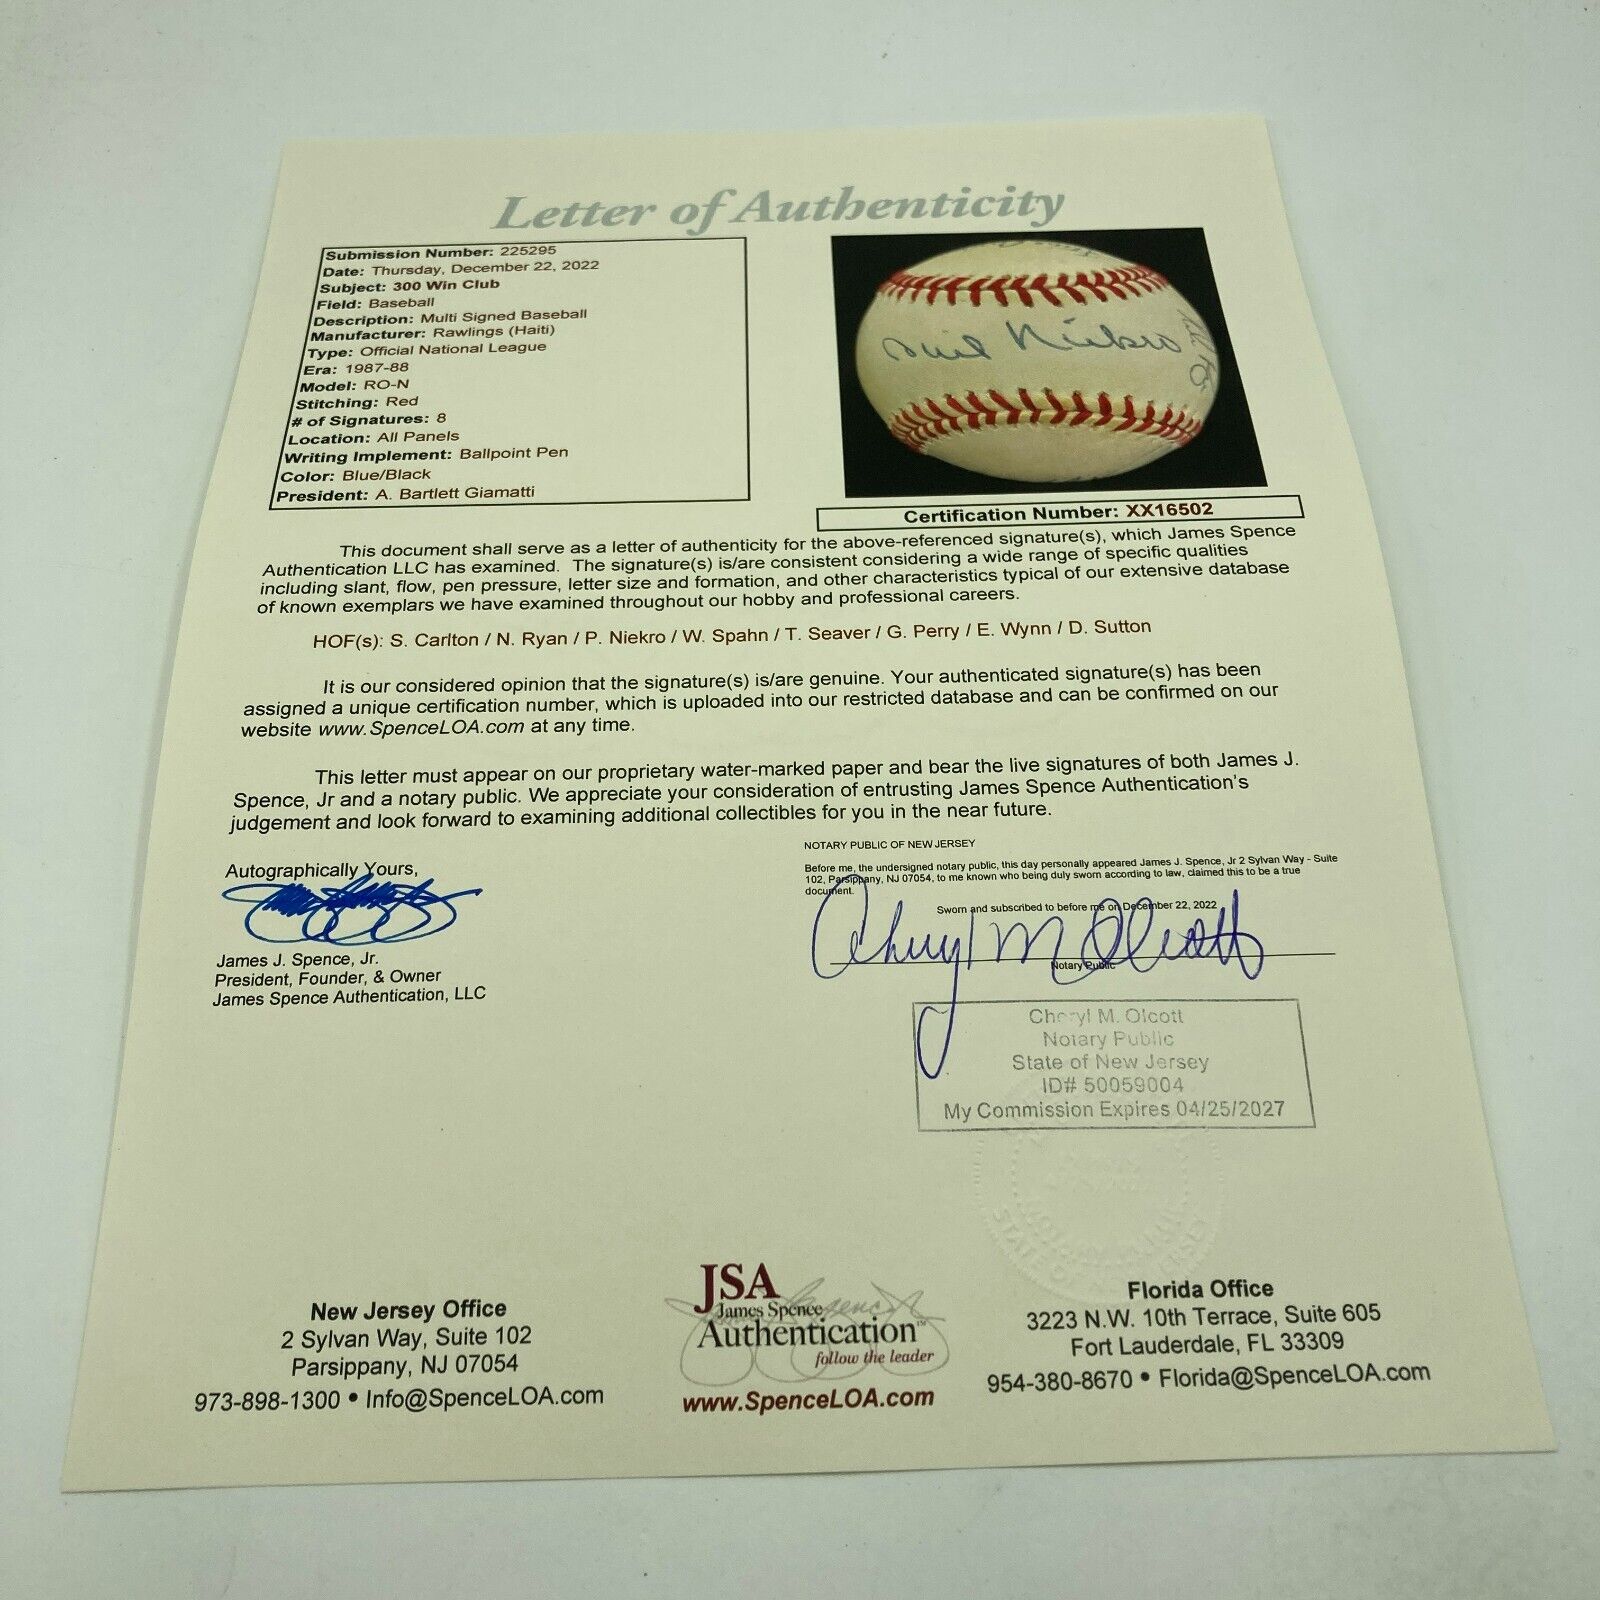 Letter of Authenticity
Submission Number: 225295
Date: Thursday, December 22, 2022
Subject: 300 Win Club
Field: Baseball
Description: Multi Signed Baseball
Manufacturer: Rawlings (Haiti)
Type: Official National League
Era: 1987-88
Model: RO-N
Stitching: Red
# of Signatures: 8
Location: All Panels
Writing Implement: Ballpoint Pen
Color: Blue/Black
President: A. Bartlett Giamatti
Phil Niekro
Certification Number: XX16502
This document shall serve as a letter of authenticity for the above-referenced signature(s), which James Spence
Authentication LLC has examined. The signature(s) is/are consistent considering a wide range of specific qualities
including slant, flow, pen pressure, letter size and formation, and other characteristics typical of our extensive database
of known exemplars we have examined throughout our hobby and professional careers.
HOF(s): S. Carlton / N. Ryan / P. Niekro / W. Spahn / T. Seaver / G. Perry / E. Wynn / D. Sutton
It is our considered opinion that the signature(s) is/are genuine. Your authenticated signature(s) has been
assigned a unique certification number, which is uploaded into our restricted database and can be confirmed on our
website www.SpenceLOA.com at any time.
This letter must appear on our proprietary water-marked paper and bear the live signatures of both James J.
Spence, Jr and a notary public. We appreciate your consideration of entrusting James Spence Authentication's
judgement and look forward to examining additional collectibles for you in the near future.
Autographically Yours,
James J. Spence, Jr.
President, Founder, & Owner
James Spence Authentication, LLC
NOTARY PUBLIC OF NEW JERSEY
Before me, the undersigned notary public, this day personally appeared James J. Spence, Jr 2 Sylvan Way - Suite
102, Parsippany, NJ 07054, to me known who being duly sworn according to law, claimed this to be a true
document.
Sworn and subscribed to before me on December 22, 2022
Cheryl M Olcott
Notary Public
Cheryl M. Olcott
Notary Public
State of New Jersey
ID# 50059004
My Commission Expires 04/25/2027
New Jersey Office
2 Sylvan Way, Suite 102
Parsippany, NJ 07054
973-898-1300 • Info@SpenceLOA.com
JSA
James Spence
Authentication™
follow the leader
www.SpenceLOA.com
Florida Office
3223 N.W. 10th Terrace, Suite 605
Fort Lauderdale, FL 33309
954-380-8670 • Florida@SpenceLOA.com